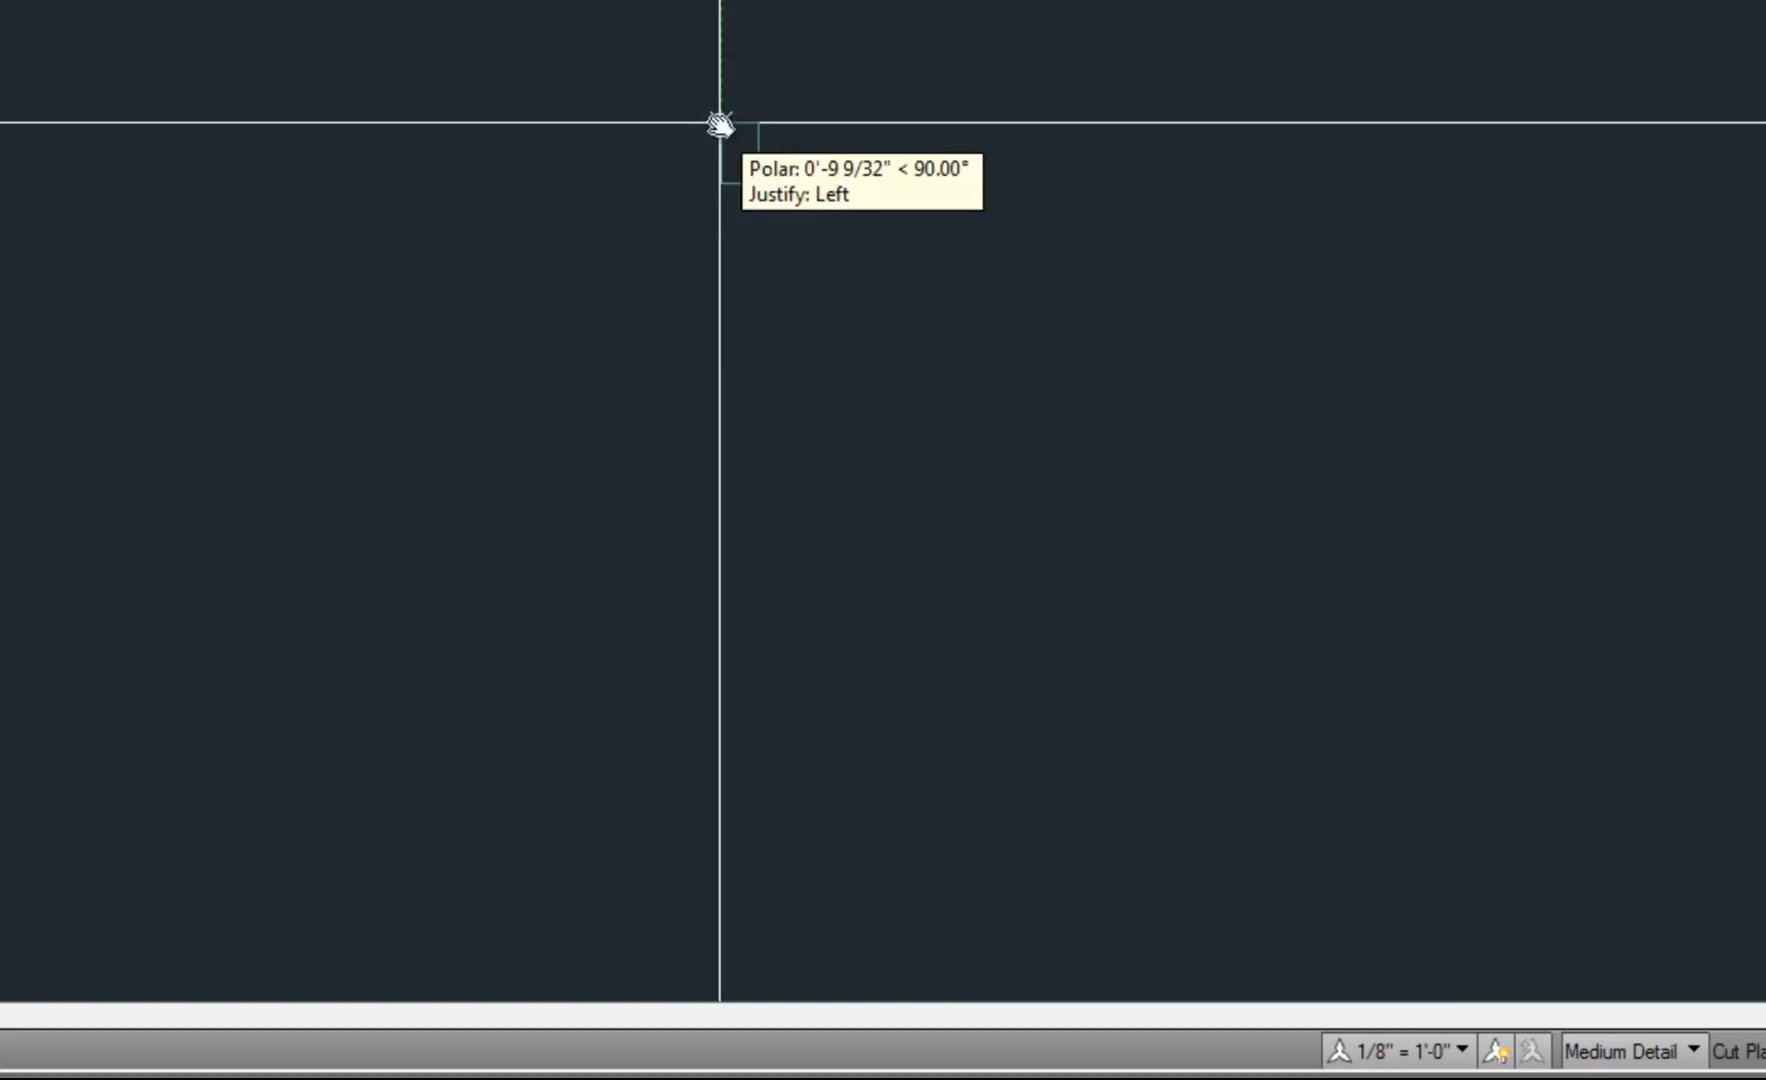 Polar: 0'-9 9/32" < 90.00°
Justify: Left
1/8" = 1'-0" Medium Detail Cut Pla